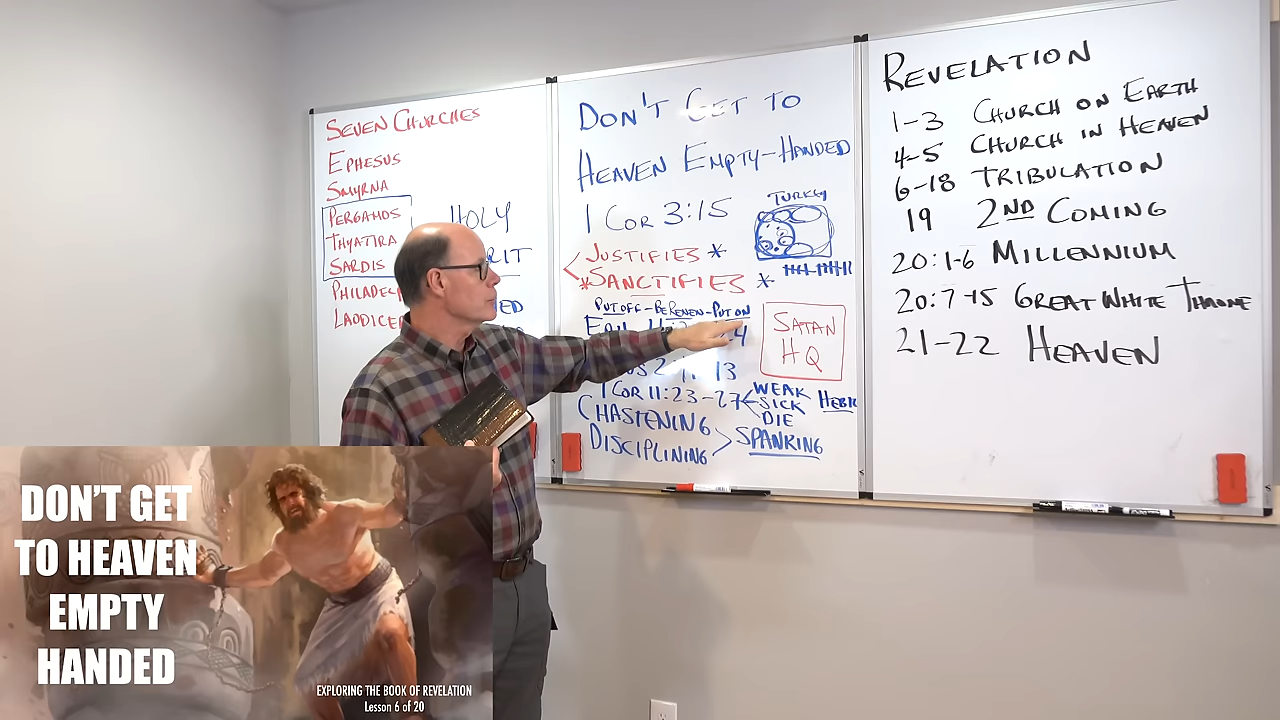 SEVEN CHURCHES
EPHESUS
SMYRNA
PERGAMOS
THYATIRA
SARDIS
HOLY
DON'T GET TO
HEAVEN EMPTY-HANDED
1 COR 3:15
TURKEY
JUSTIFIES *
*SANCTIFIES *
PUT OFF-BE RENEW-PUT ON
SATAN
HQ
1 COR 11:23-27
WEAK
SICK
DIE
CHASTENING
DISCIPLINING
SPANKING
REVELATION
1-3 CHURCH ON EARTH
4-5 CHURCH IN HEAVEN
6-18 TRIBULATION
19 2ND COMING
20:1-6 MILLENNIUM
20:7-15 GREAT WHITE THRONE
21-22 HEAVEN
DON'T GET
TO HEAVEN
EMPTY
HANDED
EXPLORING THE BOOK OF REVELATION
Lesson 6 of 20